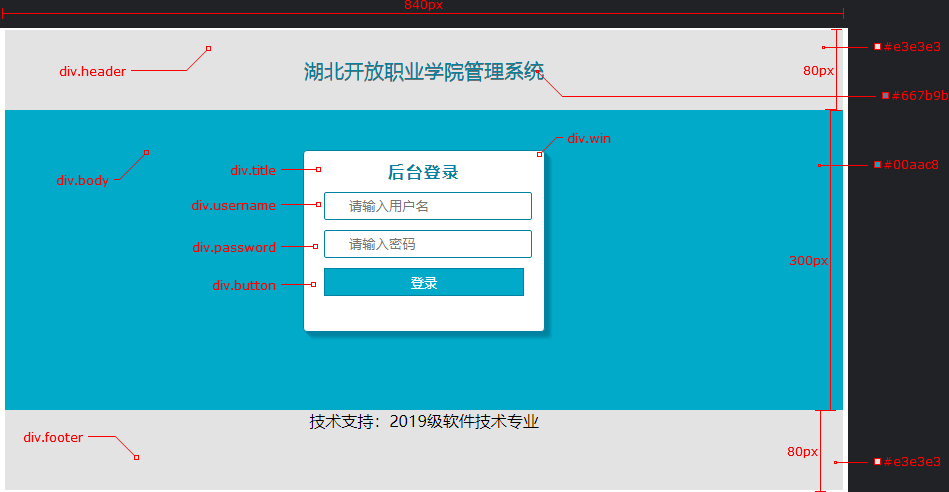 840px
div.header
#e3e3e3
湖北开放职业学院管理系统
80px
#667b9b
div.win
div.body
div.title
后台登录
#00aac8
div.username
请输入用户名
div.password
请输入密码
300px
div.button
登录
技术支持：2019级软件技术专业
div.footer
80px
#e3e3e3